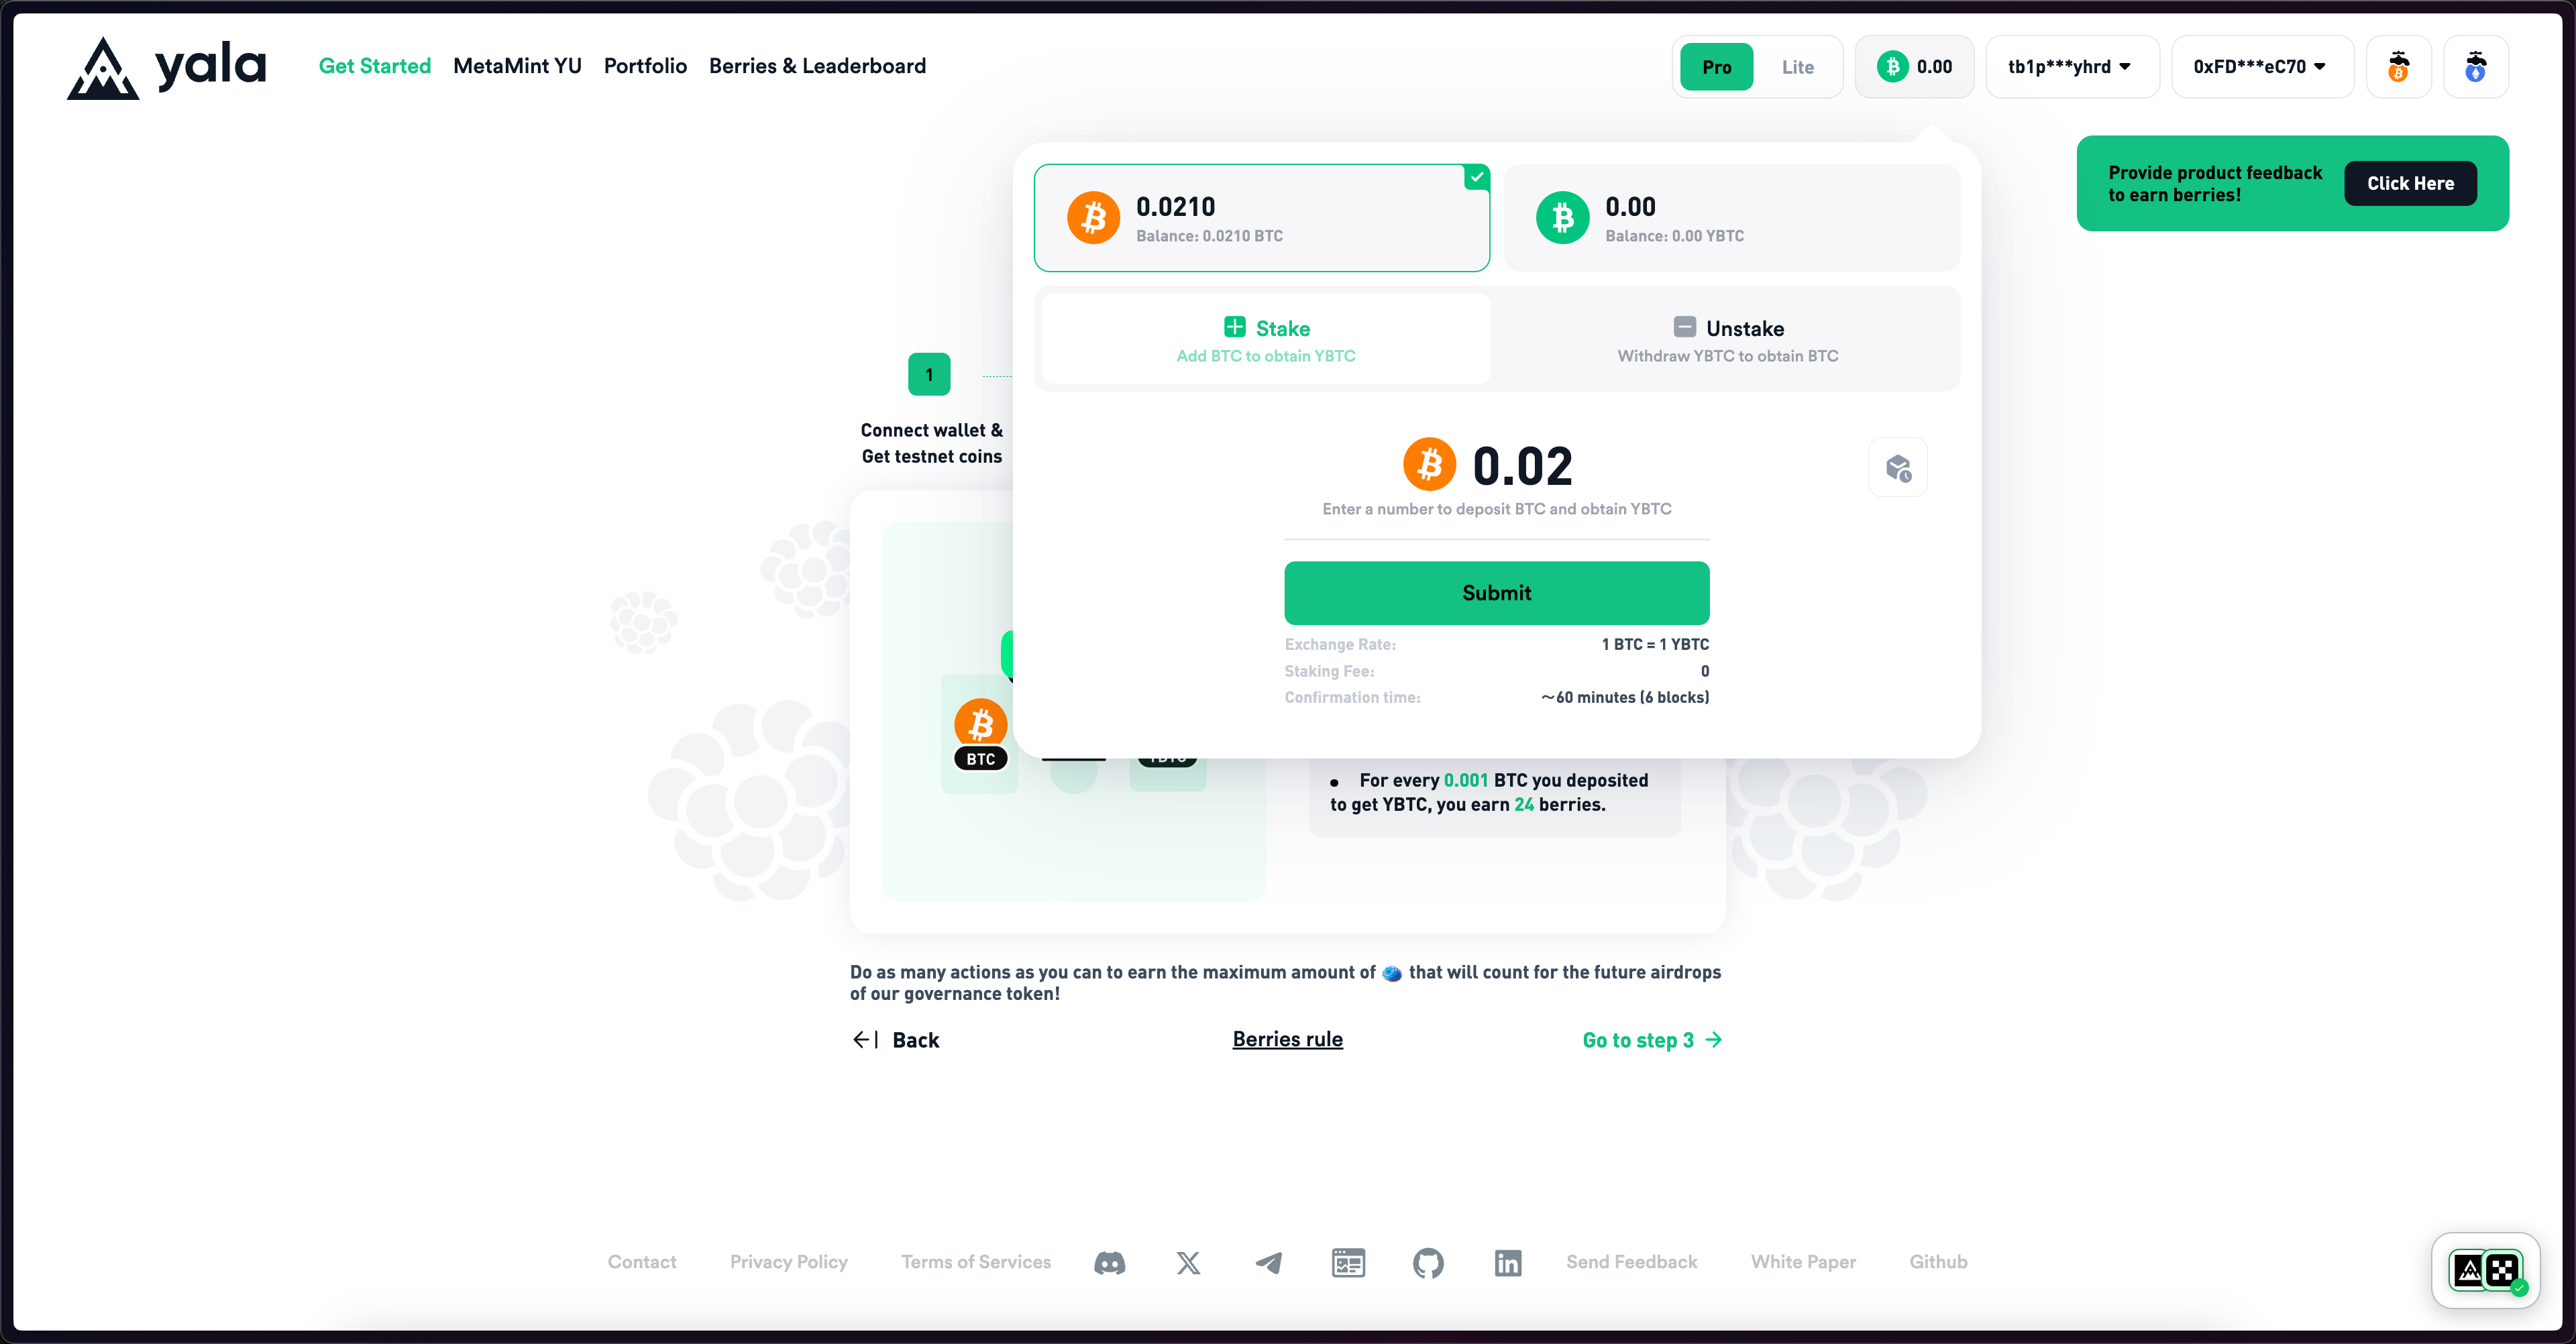 yala
Get Started
MetaMint YU
Portfolio
Berries & Leaderboard
Pro
Lite
0.00
tb1p***yhrd
0xFD***eC70
Provide product feedback
to earn berries!
Click Here
0.0210
Balance: 0.0210 BTC
0.00
Balance: 0.00 YBTC
Stake
Add BTC to obtain YBTC
Unstake
Withdraw YBTC to obtain BTC
1
Connect wallet &
Get testnet coins
0.02
Enter a number to deposit BTC and obtain YBTC
Submit
Exchange Rate: 1 BTC = 1 YBTC
Staking Fee: 0
Confirmation time: ~60 minutes (6 blocks)
BTC
• For every 0.001 BTC you deposited
to get YBTC, you earn 24 berries.
Do as many actions as you can to earn the maximum amount of that will count for the future airdrops
of our governance token!
Back
Berries rule
Go to step 3
Contact
Privacy Policy
Terms of Services
Send Feedback
White Paper
Github